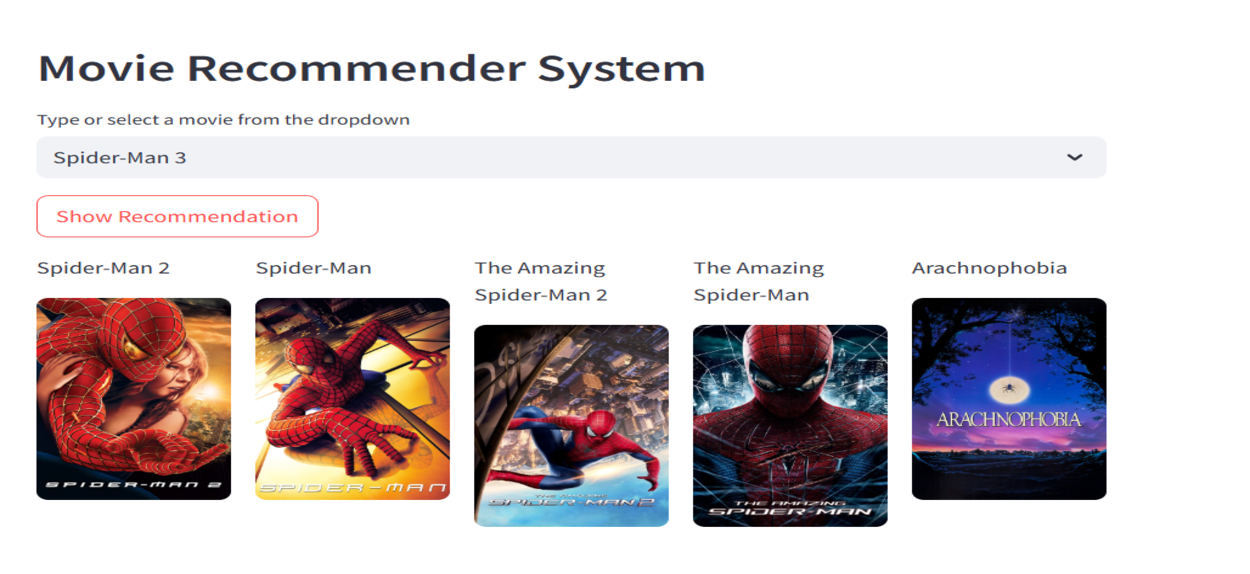 Movie Recommender System
Type or select a movie from the dropdown
Spider-Man 3
Show Recommendation
Spider-Man 2
Spider-Man
The Amazing
Spider-Man 2
The Amazing
Spider-Man
Arachnophobia
SPIDER-MAN 2
SPIDER-MAN
THE AMAZING
SPIDER-MAN 2
THE AMAZING
SPIDER-MAN
ARACHNOPHOBIA